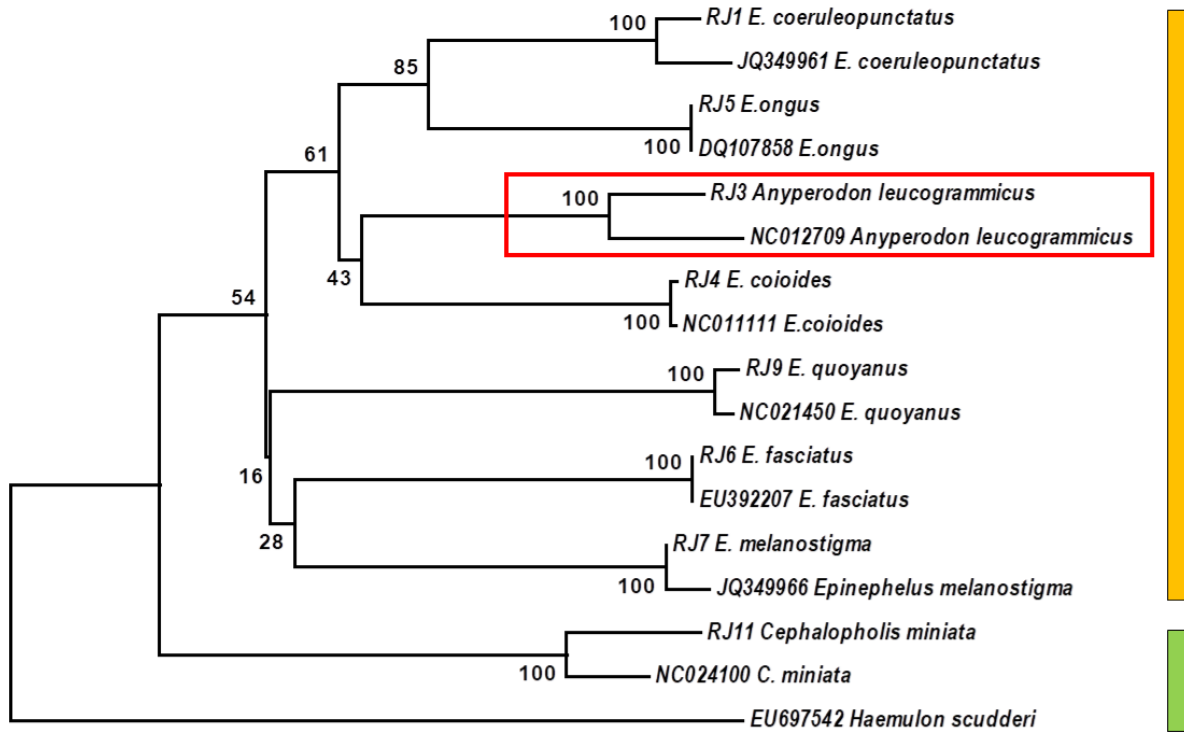 100
RJ1 E. coeruleopunctatus
JQ349961 E. coeruleopunctatus
85
RJ5 E.ongus
100
DQ107858 E.ongus
61
100
RJ3 Anyperodon leucogrammicus
NC012709 Anyperodon leucogrammicus
43
RJ4 E. coioides
54
100
NC011111 E.coioides
100
RJ9 E. quoyanus
NC021450 E. quoyanus
16
100
RJ6 E. fasciatus
EU392207 E. fasciatus
28
RJ7 E. melanostigma
100
JQ349966 Epinephelus melanostigma
RJ11 Cephalopholis miniata
100
NC024100 C. miniata
EU697542 Haemulon scudderi